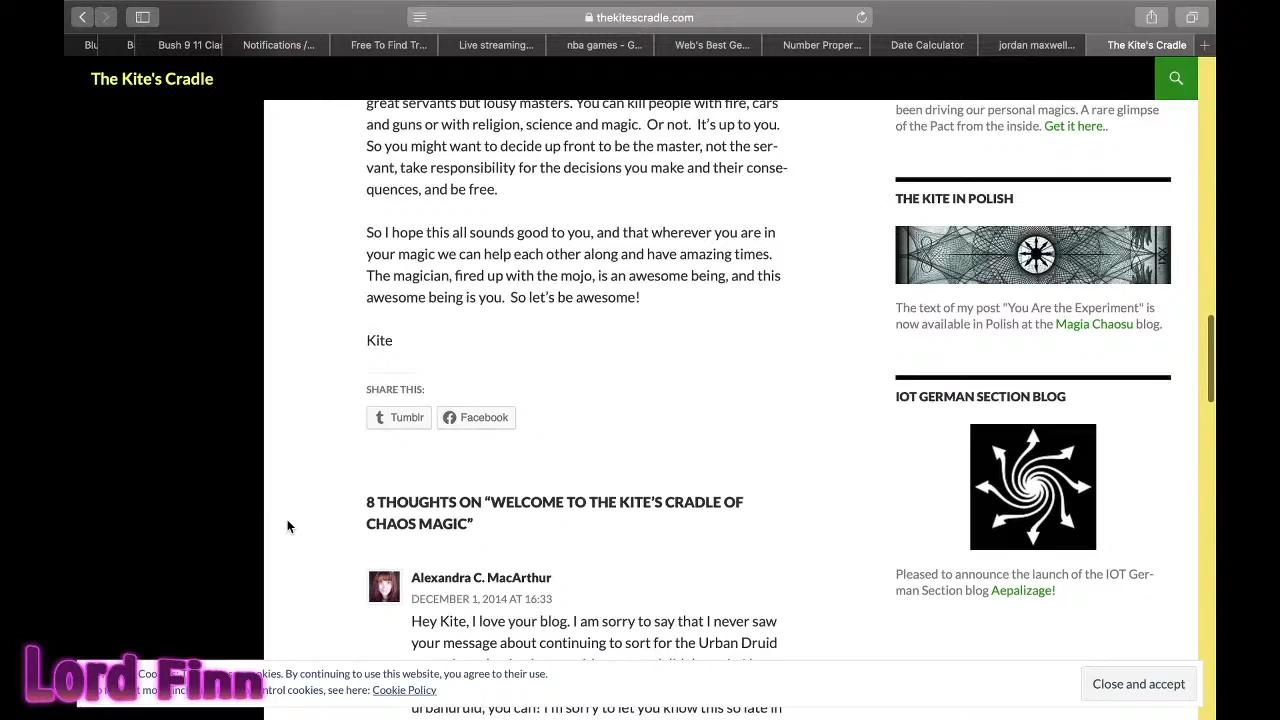 thekitescradle.com
Blu
B
Bush 9 11 Clas
Notifications /...
Free To Find Tr...
Live streaming...
nba games - G...
Web's Best Ge...
Number Proper...
Date Calculator
jordan maxwell...
The Kite's Cradle
The Kite's Cradle
great servants but lousy masters. You can kill people with fire, cars
and guns or with religion, science and magic. Or not. It's up to you.
So you might want to decide up front to be the master, not the ser-
vant, take responsibility for the decisions you make and their conse-
quences, and be free.
So I hope this all sounds good to you, and that wherever you are in
your magic we can help each other along and have amazing times.
The magician, fired up with the mojo, is an awesome being, and this
awesome being is you. So let's be awesome!
Kite
SHARE THIS:
Tumblr
Facebook
8 THOUGHTS ON “WELCOME TO THE KITE’S CRADLE OF
CHAOS MAGIC”
Alexandra C. MacArthur
DECEMBER 1, 2014 AT 16:33
Hey Kite, I love your blog. I am sorry to say that I never saw
your message about continuing to sort for the Urban Druid
urbandruid, you can! I'm sorry to let you know this so late in
been driving our personal magics. A rare glimpse
of the Pact from the inside. Get it here..
THE KITE IN POLISH
The text of my post "You Are the Experiment" is
now available in Polish at the Magia Chaosu blog.
IOT GERMAN SECTION BLOG
Pleased to announce the launch of the IOT Ger-
man Section blog Aepalizage!
okies. By continuing to use this website, you agree to their use.
ntrol cookies, see here: Cookie Policy
Close and accept
Lord Finn